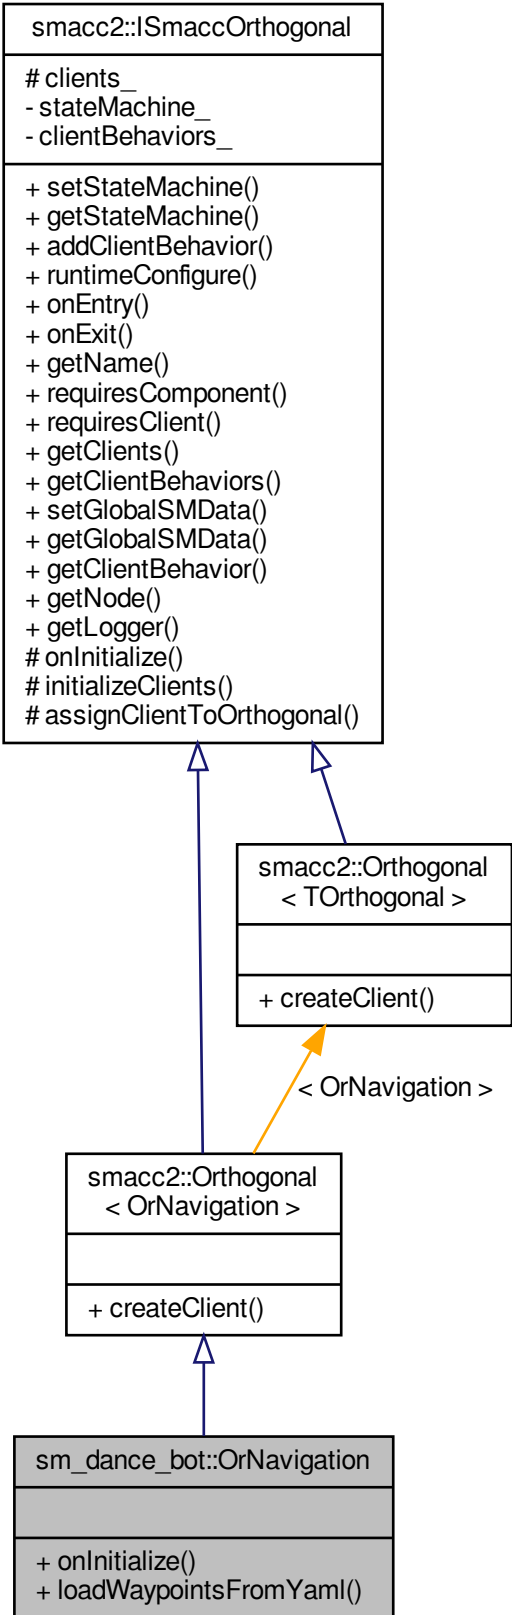 smacc2::ISmaccOrthogonal
# clients_
- stateMachine_
- clientBehaviors_
+ setStateMachine()
+ getStateMachine()
+ addClientBehavior()
+ runtimeConfigure()
+ onEntry()
+ onExit()
+ getName()
+ requiresComponent()
+ requiresClient()
+ getClients()
+ getClientBehaviors()
+ setGlobalSMData()
+ getGlobalSMData()
+ getClientBehavior()
+ getNode()
+ getLogger()
# onInitialize()
# initializeClients()
# assignClientToOrthogonal()
smacc2::Orthogonal
< TOrthogonal >
+ createClient()
< OrNavigation >
smacc2::Orthogonal
< OrNavigation >
+ createClient()
sm_dance_bot::OrNavigation
+ onInitialize()
+ loadWaypointsFromYaml()